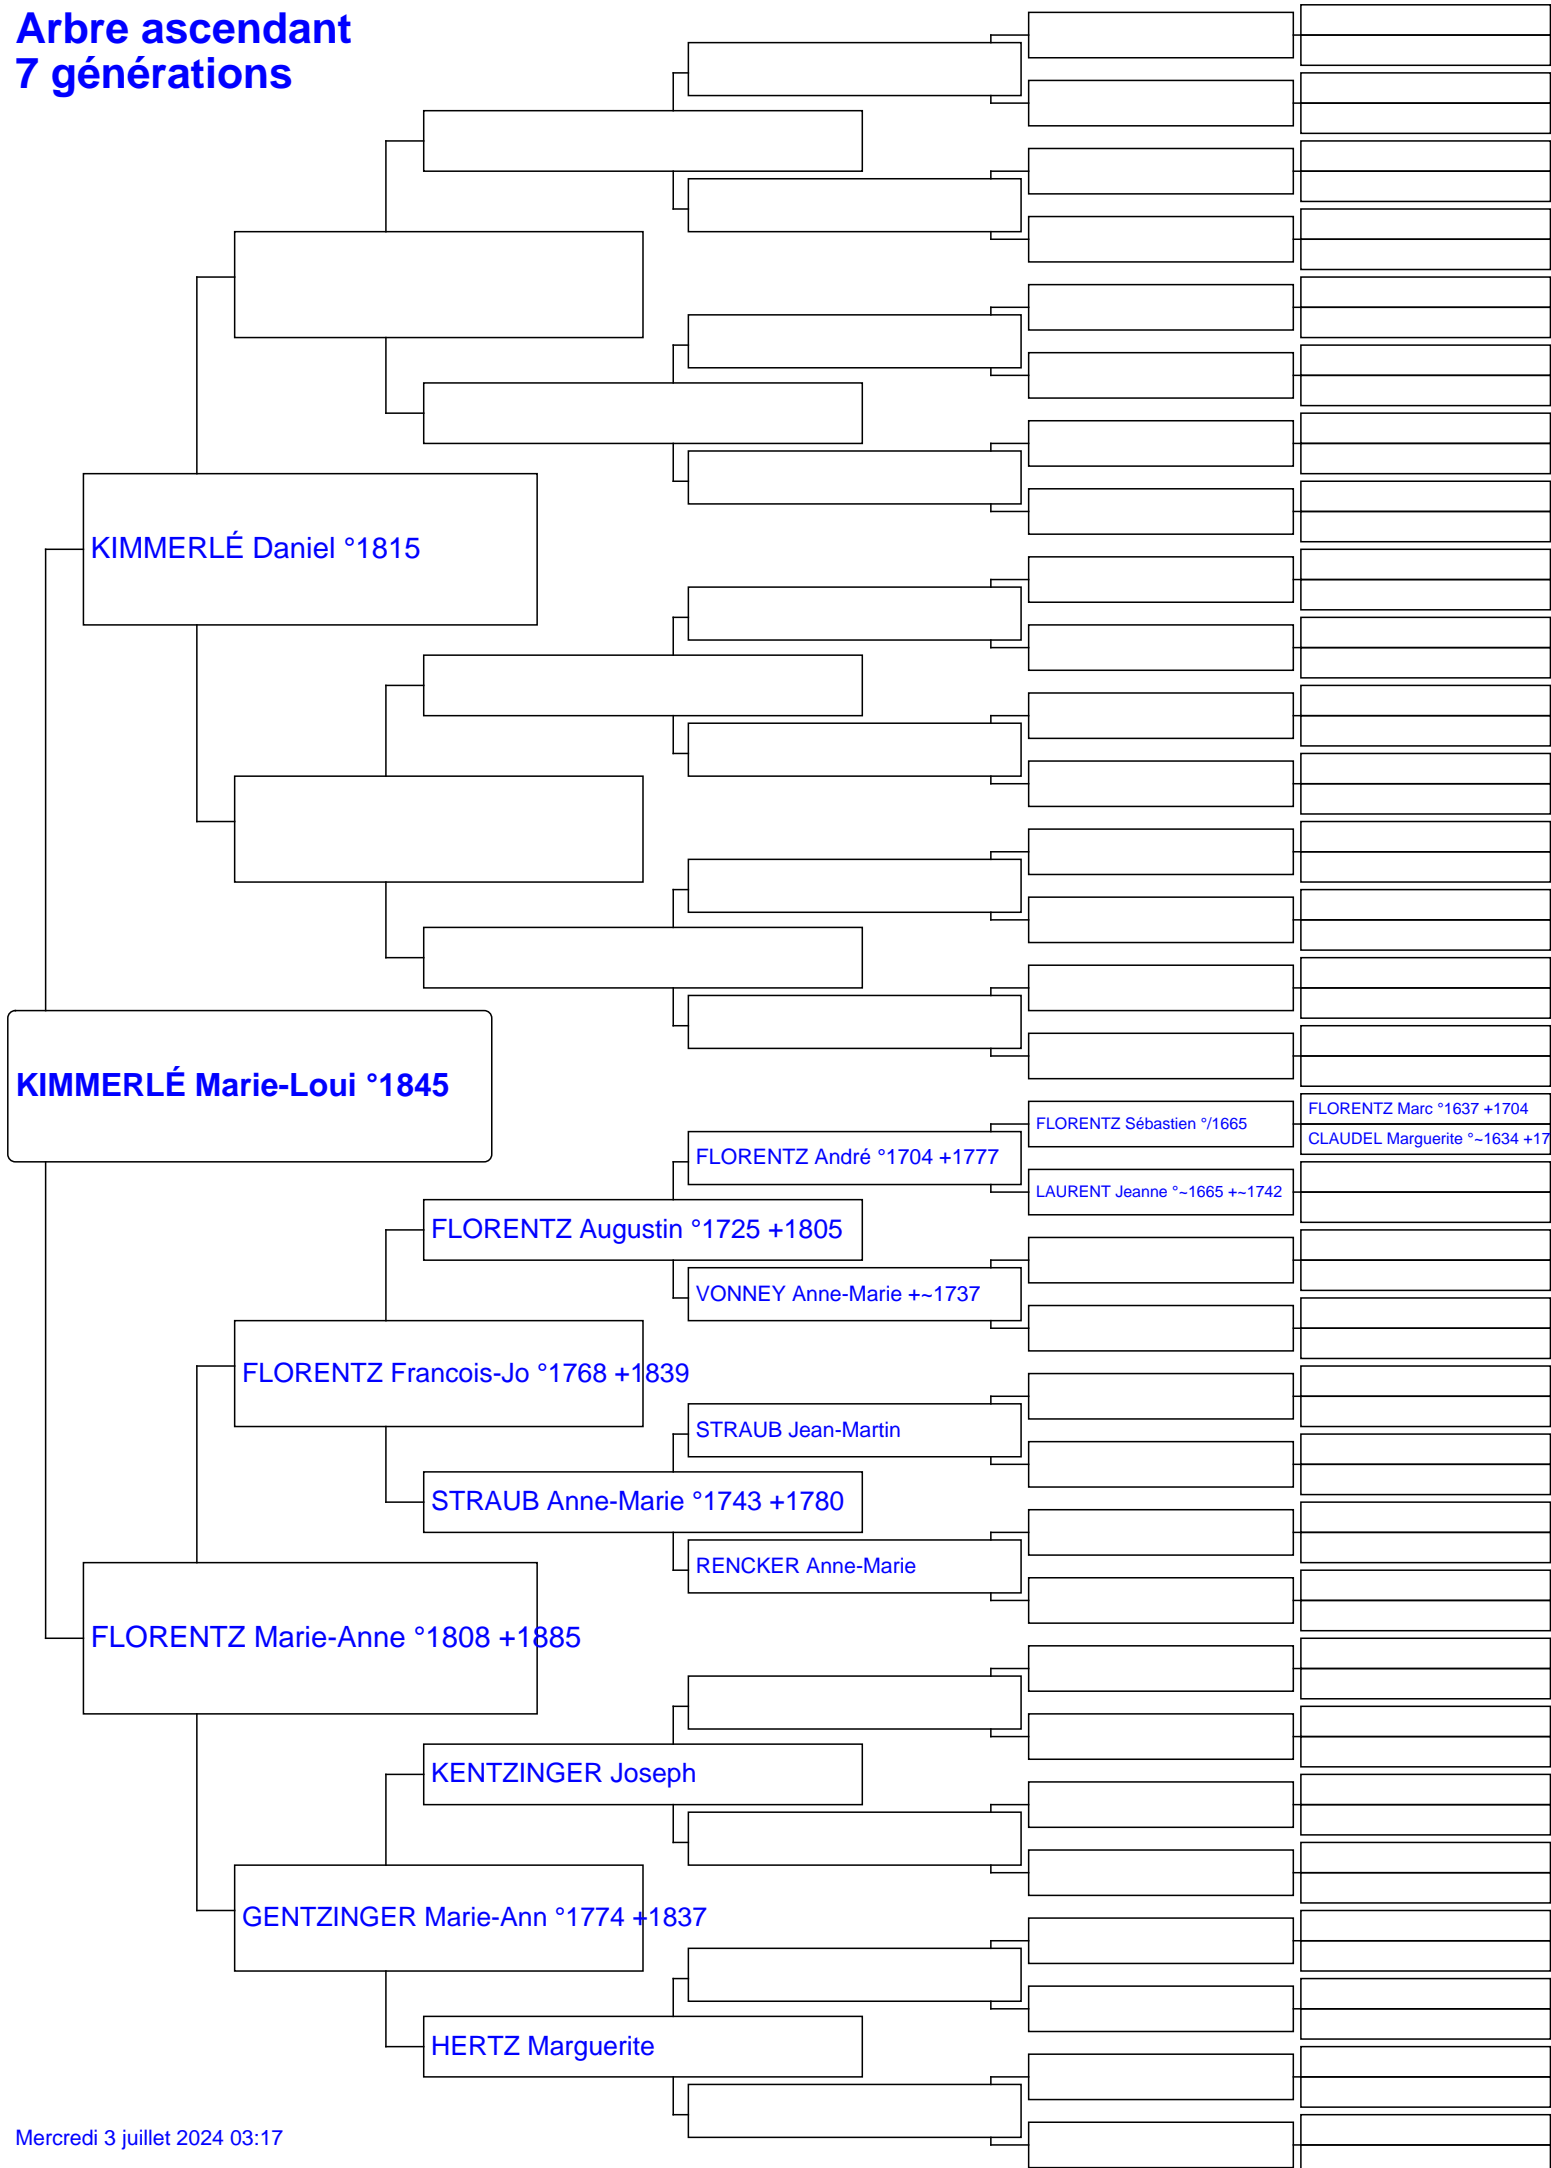 Arbre ascendant
7 générations
KIMMERLÉ Daniel °1815
KIMMERLÉ Marie-Loui °1845
FLORENTZ Marc °1637 +1704
FLORENTZ Sébastien °/1665
CLAUDEL Marguerite °~1634 +17
FLORENTZ André °1704 +1777
LAURENT Jeanne °~1665 +~1742
FLORENTZ Augustin °1725 +1805
VONNEY Anne-Marie +~1737
FLORENTZ Francois-Jo °1768 +1839
STRAUB Jean-Martin
STRAUB Anne-Marie °1743 +1780
RENCKER Anne-Marie
FLORENTZ Marie-Anne °1808 +1885
KENTZINGER Joseph
GENTZINGER Marie-Ann °1774 +1837
HERTZ Marguerite
Mercredi 3 juillet 2024 03:17